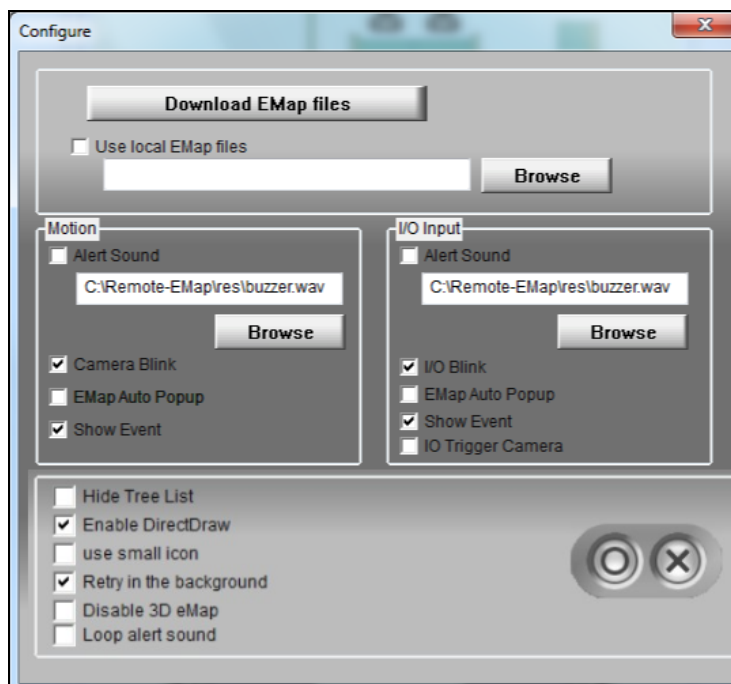 Configure
Download EMap files
Use local EMap files
Browse
Motion
Alert Sound
C:\Remote-EMap\res\buzzer.wav
Browse
Camera Blink
EMap Auto Popup
Show Event
I/O Input
Alert Sound
C:\Remote-EMap\res\buzzer.wav
Browse
I/O Blink
EMap Auto Popup
Show Event
IO Trigger Camera
Hide Tree List
Enable DirectDraw
use small icon
Retry in the background
Disable 3D eMap
Loop alert sound